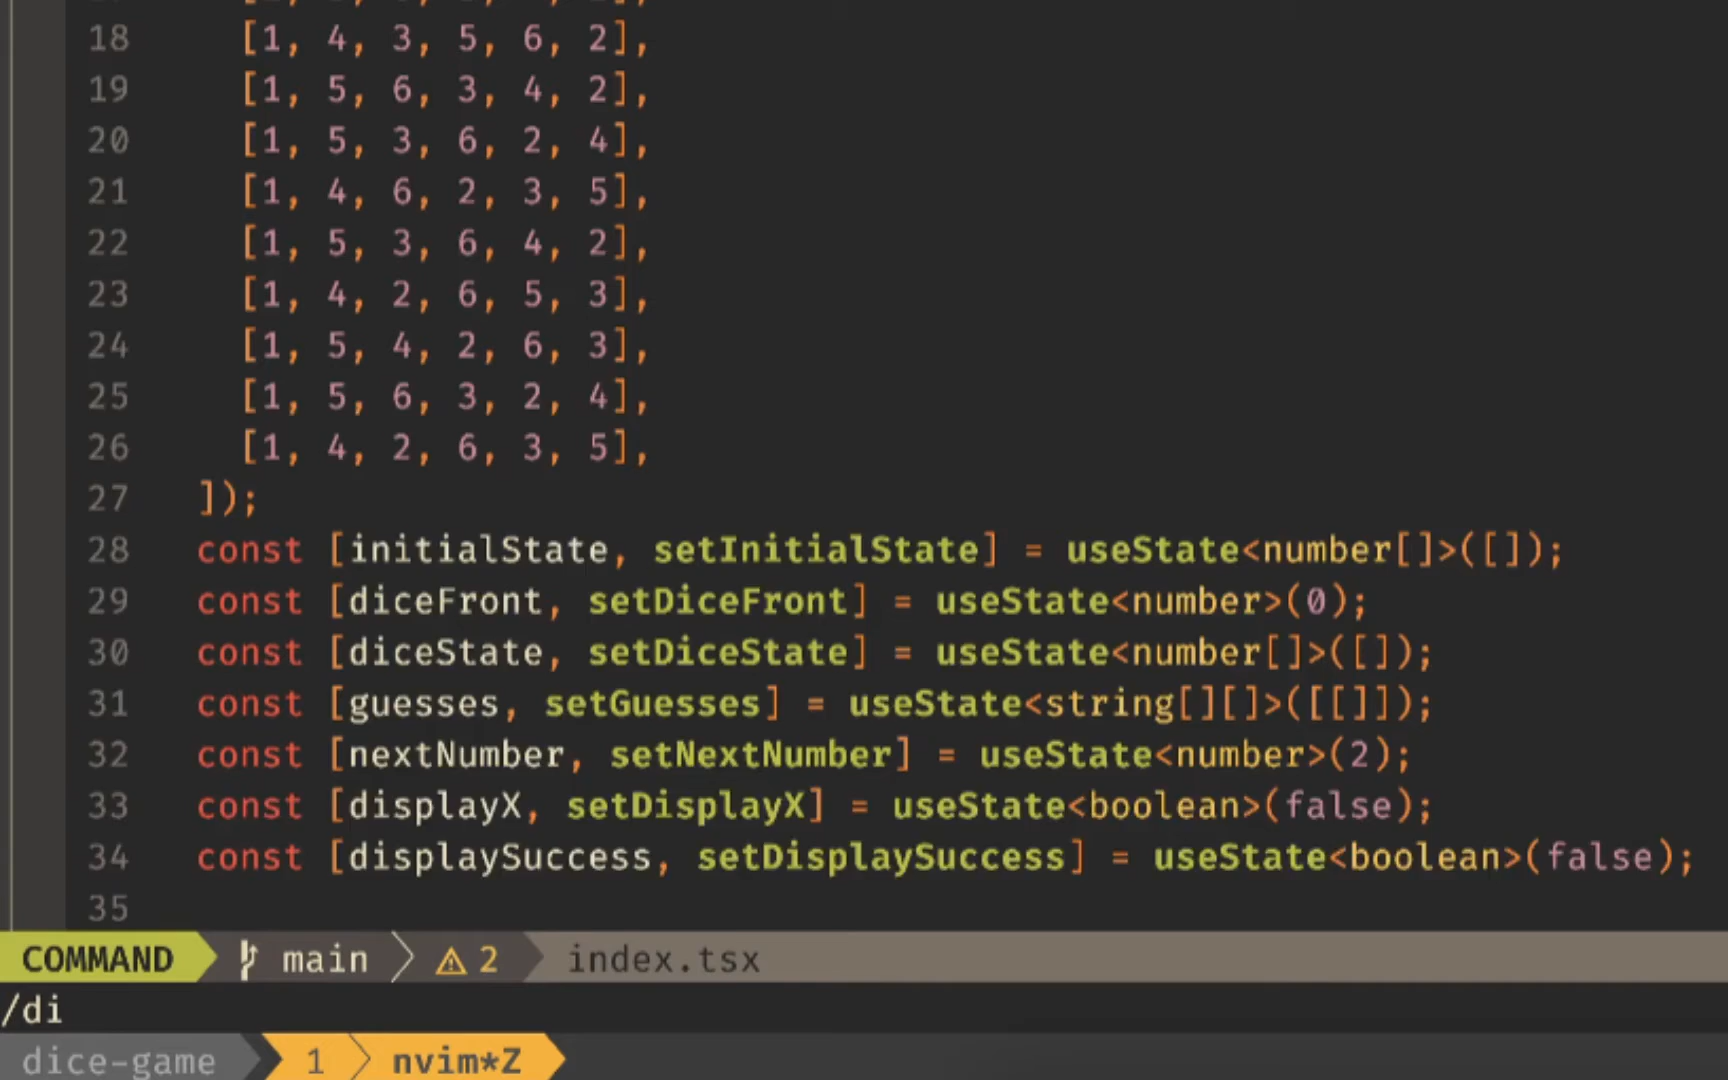 18 [1, 4, 3, 5, 6, 2],
19 [1, 5, 6, 3, 4, 2],
20 [1, 5, 3, 6, 2, 4],
21 [1, 4, 6, 2, 3, 5],
22 [1, 5, 3, 6, 4, 2],
23 [1, 4, 2, 6, 5, 3],
24 [1, 5, 4, 2, 6, 3],
25 [1, 5, 6, 3, 2, 4],
26 [1, 4, 2, 6, 3, 5],
27 ]);
28 const [initialState, setInitialState] = useState<number[]>([]);
29 const [diceFront, setDiceFront] = useState<number>(0);
30 const [diceState, setDiceState] = useState<number[]>([]);
31 const [guesses, setGuesses] = useState<string[][]>([[]]);
32 const [nextNumber, setNextNumber] = useState<number>(2);
33 const [displayX, setDisplayX] = useState<boolean>(false);
34 const [displaySuccess, setDisplaySuccess] = useState<boolean>(false);
35
COMMAND main ⚠ 2 index.tsx
/di
dice-game 1 nvim*Z